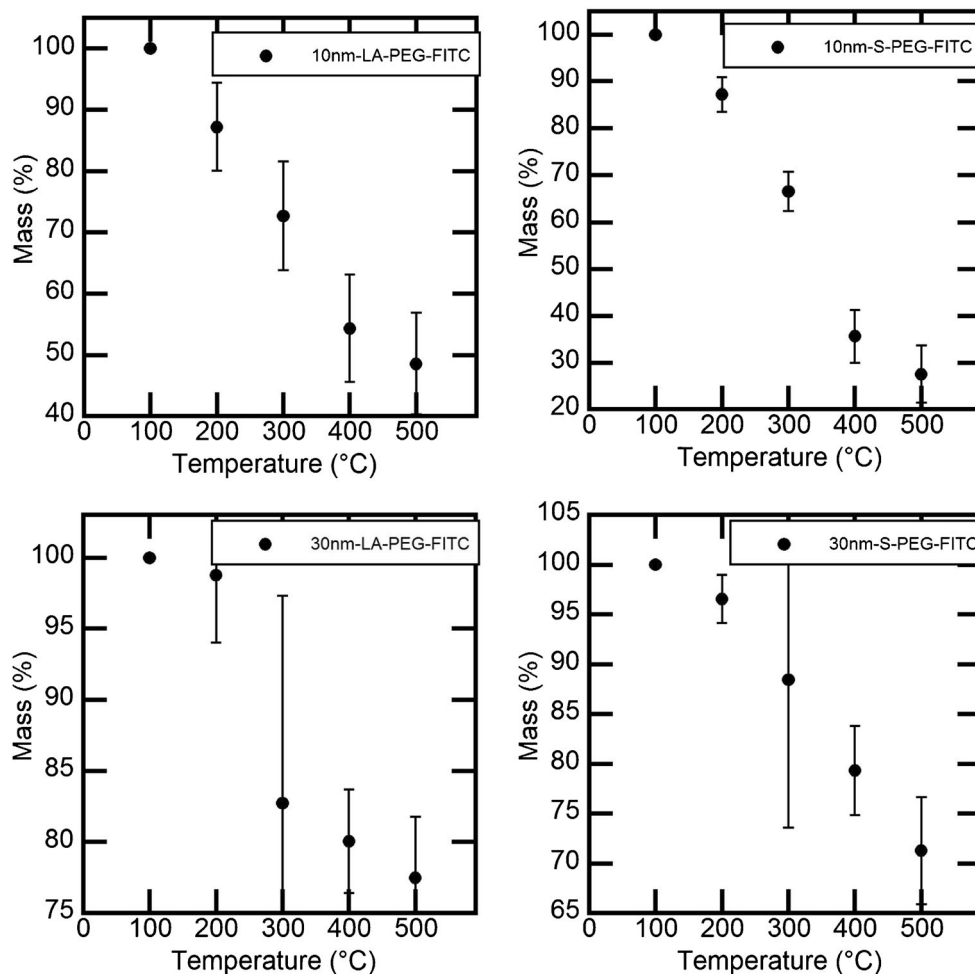 10nm-LA-PEG-FITC
100
90
80
70
60
50
40
Mass (%)
0 100 200 300 400 500
Temperature (°C)
10nm-S-PEG-FITC
100
90
80
70
60
50
40
30
20
Mass (%)
0 100 200 300 400 500
Temperature (°C)
30nm-LA-PEG-FITC
100
95
90
85
80
75
Mass (%)
0 100 200 300 400 500
Temperature (°C)
30nm-S-PEG-FITC
105
100
95
90
85
80
75
70
65
Mass (%)
0 100 200 300 400 500
Temperature (°C)